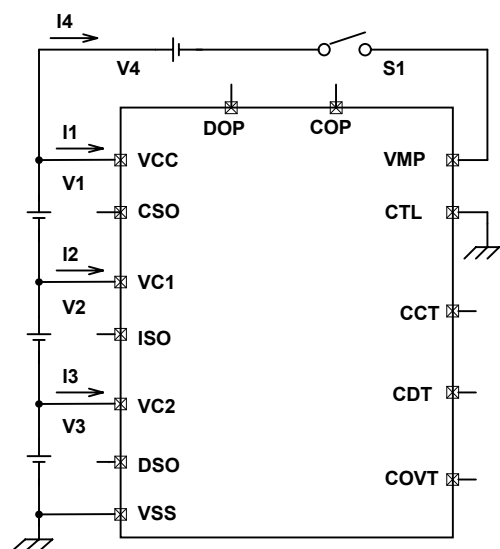 I4
V4
S1
DOP
COP
I1
VCC
VMP
V1
CSO
CTL
I2
VC1
V2
CCT
ISO
I3
CDT
VC2
V3
DSO
COVT
VSS